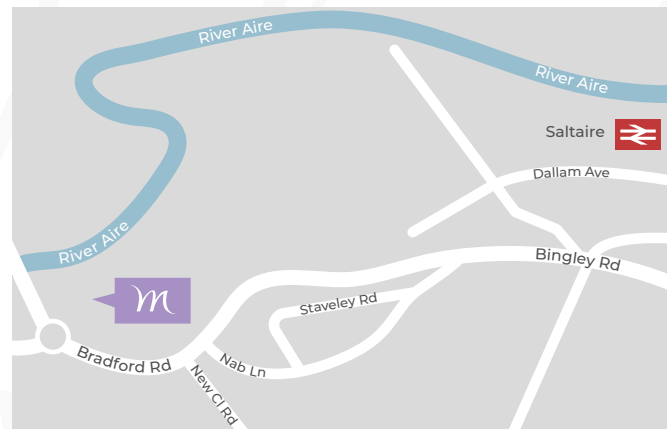 River Aire
River Aire
Saltaire
Dallam Ave
River Aire
Bingley Rd
m
Staveley Rd
Bradford Rd
Nab Ln
New Cl Rd